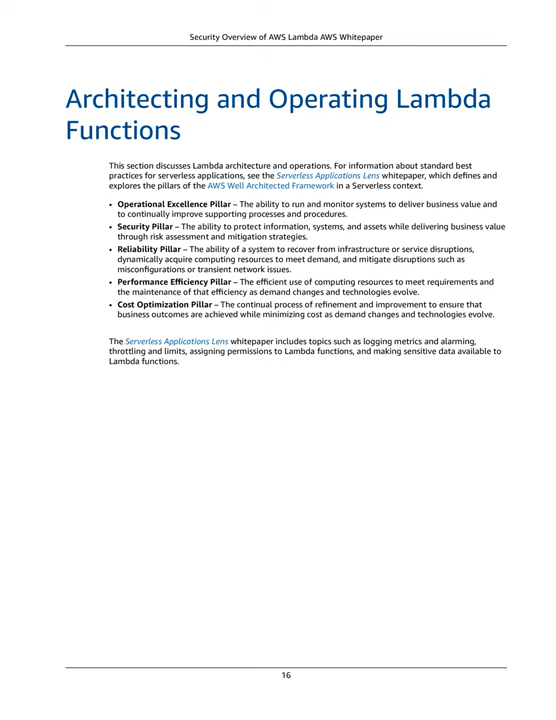 Security Overview of AWS Lambda AWS Whitepaper
Architecting and Operating Lambda
Functions
This section discusses Lambda architecture and operations. For information about standard best
practices for serverless applications, see the Serverless Applications Lens whitepaper, which defines and
explores the pillars of the AWS Well Architected Framework in a Serverless context.
• Operational Excellence Pillar – The ability to run and monitor systems to deliver business value and
to continually improve supporting processes and procedures.
• Security Pillar – The ability to protect information, systems, and assets while delivering business value
through risk assessment and mitigation strategies.
• Reliability Pillar – The ability of a system to recover from infrastructure or service disruptions,
dynamically acquire computing resources to meet demand, and mitigate disruptions such as
misconfigurations or transient network issues.
• Performance Efficiency Pillar – The efficient use of computing resources to meet requirements and
the maintenance of that efficiency as demand changes and technologies evolve.
• Cost Optimization Pillar – The continual process of refinement and improvement to ensure that
business outcomes are achieved while minimizing cost as demand changes and technologies evolve.
The Serverless Applications Lens whitepaper includes topics such as logging metrics and alarming,
throttling and limits, assigning permissions to Lambda functions, and making sensitive data available to
Lambda functions.
16